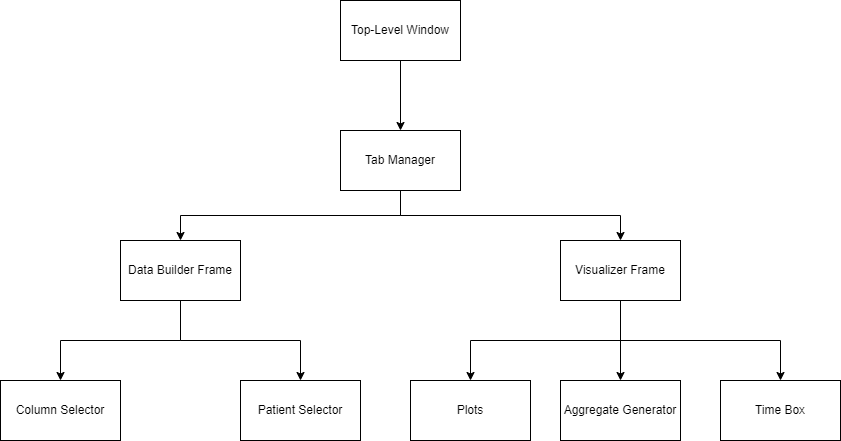 Top-Level Window
Tab Manager
Data Builder Frame
Visualizer Frame
Column Selector
Patient Selector
Plots
Aggregate Generator
Time Box